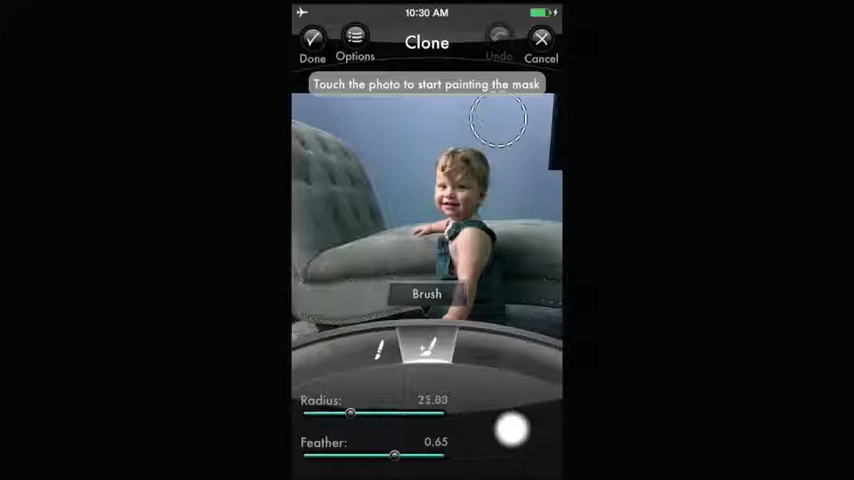 10:30 AM
Done
Options
Clone
Undo
Cancel
Touch the photo to start painting the mask
Brush
Radius: 25.83
Feather: 0.65